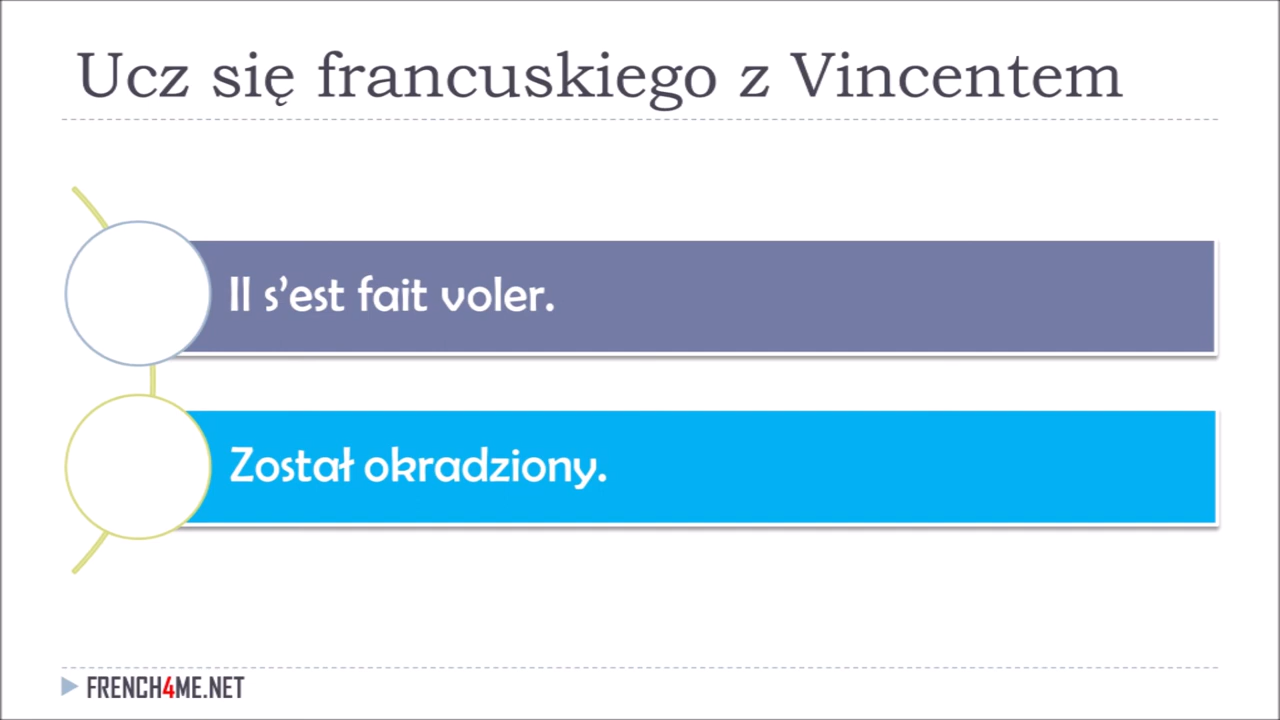 Ucz się francuskiego z Vincentem
Il s’est fait voler.
Został okradziony.
FRENCH4ME.NET